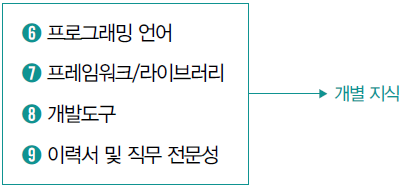 ❻ 프로그래밍 언어
❼ 프레임워크/라이브러리
❽ 개발도구
❾ 이력서 및 직무 전문성
개별 지식